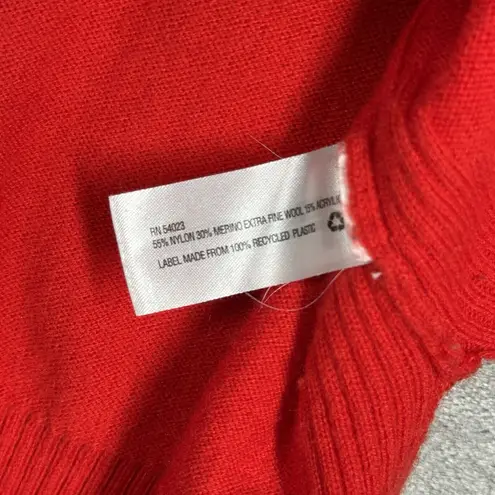 RN 54023
55% NYLON 30% MERINO EXTRA FINE WOOL 15% ACRYLIC
LABEL MADE FROM 100% RECYCLED PLASTIC